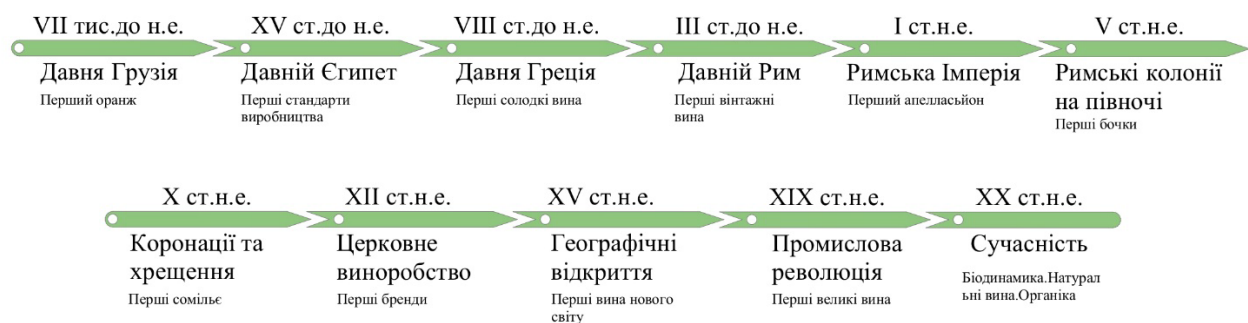 VII тис.до н.е.
XV ст.до н.е.
VIII ст.до н.е.
III ст.до н.е.
I ст.н.е.
V ст.н.е.
Давня Грузія
Перший оранж
Давній Єгипет
Перші стандарти
виробництва
Давня Греція
Перші солодкі вина
Давній Рим
Перші вінтажні
вина
Римська Імперія
Перший апелласьйон
Римські колонії
на півночі
Перші бочки
X ст.н.е.
XII ст.н.е.
XV ст.н.е.
XIX ст.н.е.
XX ст.н.е.
Коронації та
хрещення
Перші сомільє
Церковне
виноробство
Перші бренди
Географічні
відкриття
Перші вина нового
світу
Промислова
революція
Перші великі вина
Сучасність
Біодинамика.Натурал
ьні вина.Органіка